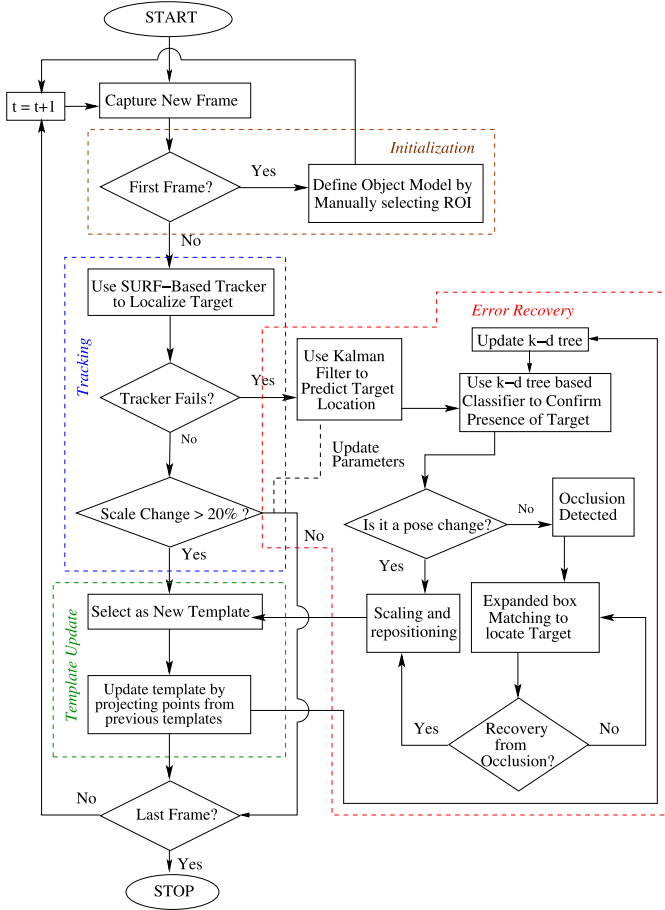 START
t = t+1
Capture New Frame
Initialization
First Frame?
Yes
Define Object Model by
Manually selecting ROI
No
Use SURF−Based Tracker
to Localize Target
Tracking
Tracker Fails?
Yes
No
Error Recovery
Use Kalman
Filter to
Predict Target
Location
Update k−d tree
Use k−d tree based
Classifier to Confirm
Presence of Target
Update
Parameters
Scale Change > 20% ?
No
Yes
Is it a pose change?
No
Occlusion
Detected
Yes
Template Update
Select as New Template
Scaling and
repositioning
Expanded box
Matching to
locate Target
Update template by
projecting points from
previous templates
Recovery
from
Occlusion?
Yes
No
Last Frame?
No
Yes
STOP